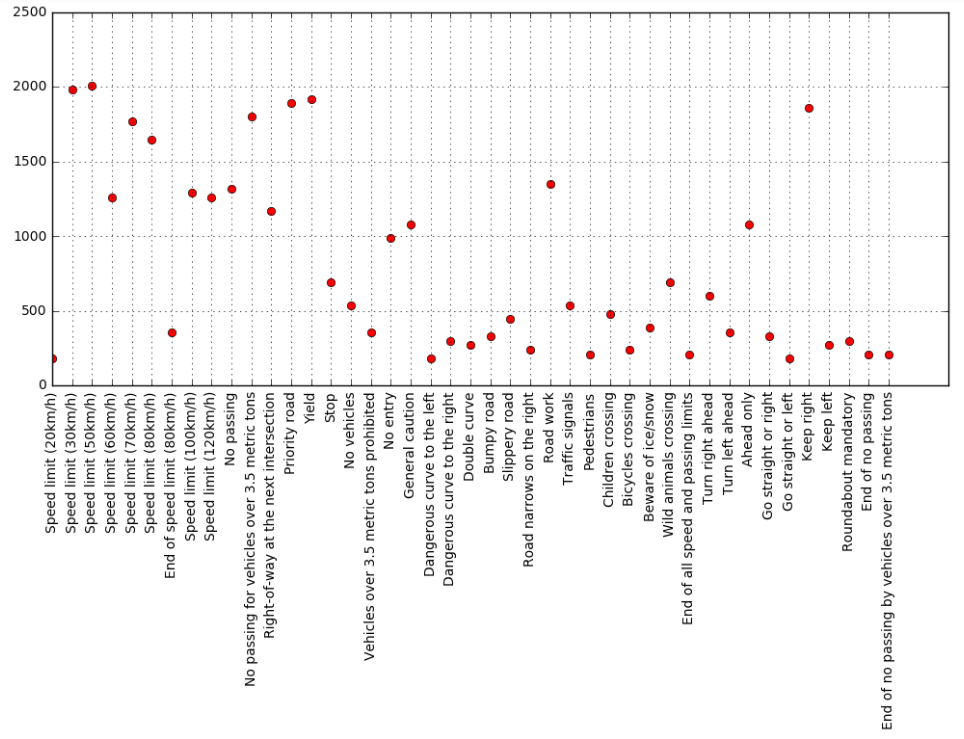 2500
2000
1500
1000
500
0
Speed limit (20km/h)
Speed limit (30km/h)
Speed limit (50km/h)
Speed limit (60km/h)
Speed limit (70km/h)
Speed limit (80km/h)
End of speed limit (80km/h)
Speed limit (100km/h)
Speed limit (120km/h)
No passing
No passing for vehicles over 3.5 metric tons
Right-of-way at the next intersection
Priority road
Yield
Stop
No vehicles
Vehicles over 3.5 metric tons prohibited
No entry
General caution
Dangerous curve to the left
Dangerous curve to the right
Double curve
Bumpy road
Slippery road
Road narrows on the right
Road work
Traffic signals
Pedestrians
Children crossing
Bicycles crossing
Beware of ice/snow
Wild animals crossing
End of all speed and passing limits
Turn right ahead
Turn left ahead
Ahead only
Go straight or right
Go straight or left
Keep right
Keep left
Roundabout mandatory
End of no passing
End of no passing by vehicles over 3.5 metric tons